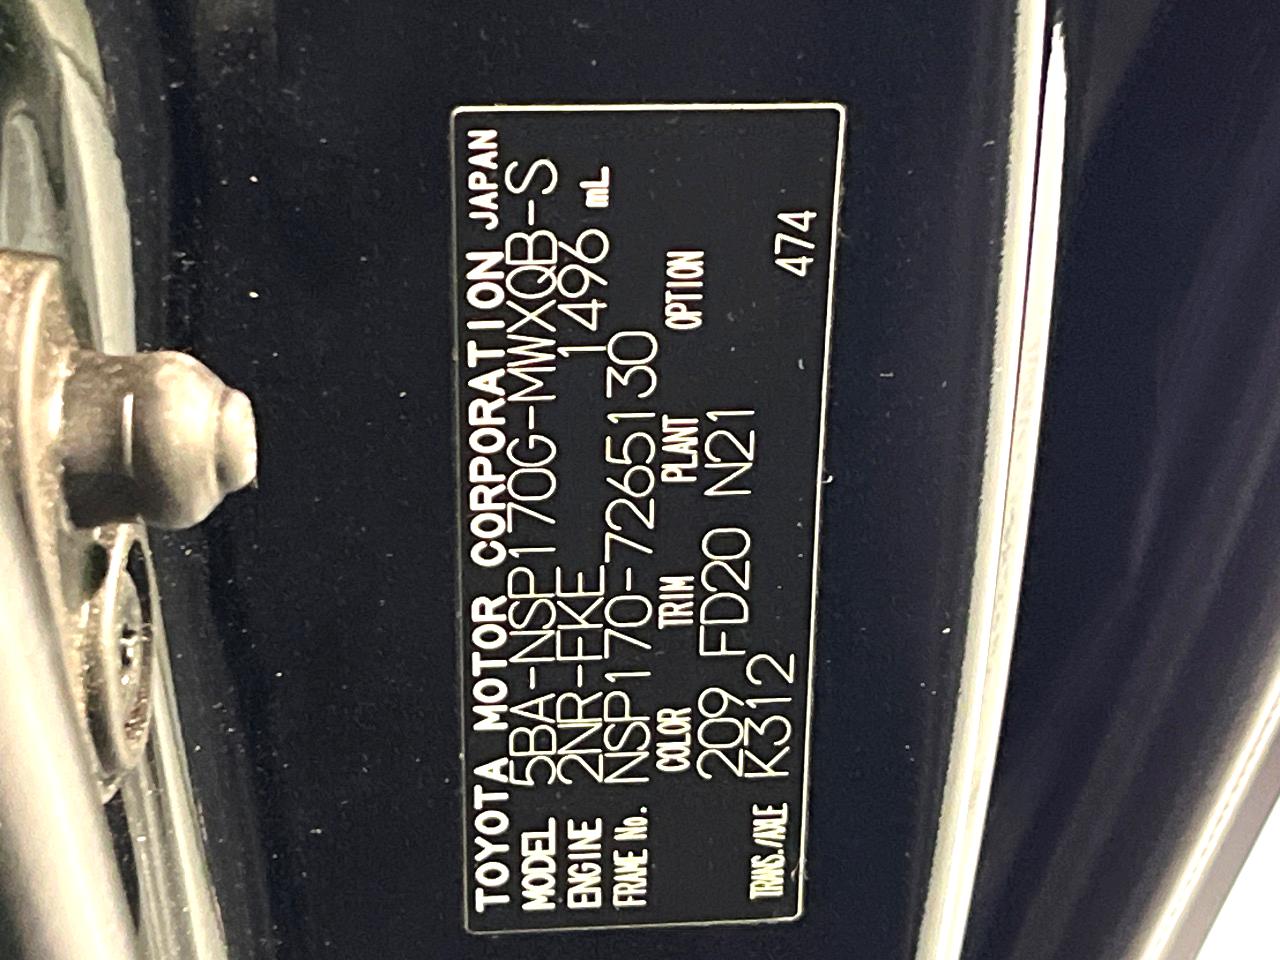 TOYOTA MOTOR CORPORATION JAPAN
MODEL 5BA-NSP170G-MWXQB-S
ENGINE 2NR-FKE 1496 mL
FRAME No. NSP170-7265130
COLOR TRIM PLANT OPTION
209 FD20 N21
TRANS./AXLE K312
474